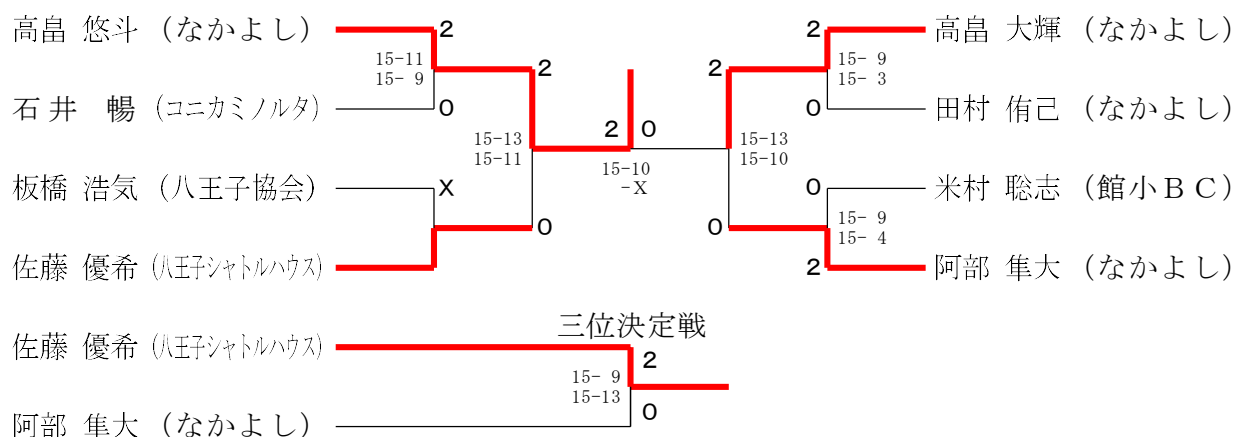 高畠 悠斗 (なかよし)
2
高畠 大輝 (なかよし)
2
15-11
15- 9
2
2
15- 9
15- 3
石井 暢 (コニカミノルタ)
0
0
田村 侑己 (なかよし)
15-13
15-11
2 0
15-13
15-10
15-10
-X
板橋 浩気 (八王子協会)
X
0
米村 聡志 (館小BC)
0
0
15- 9
15- 4
佐藤 優希 (八王子シャトルハウス)
2
阿部 隼大 (なかよし)
三位決定戦
佐藤 優希 (八王子シャトルハウス)
2
15- 9
15-13
0
阿部 隼大 (なかよし)